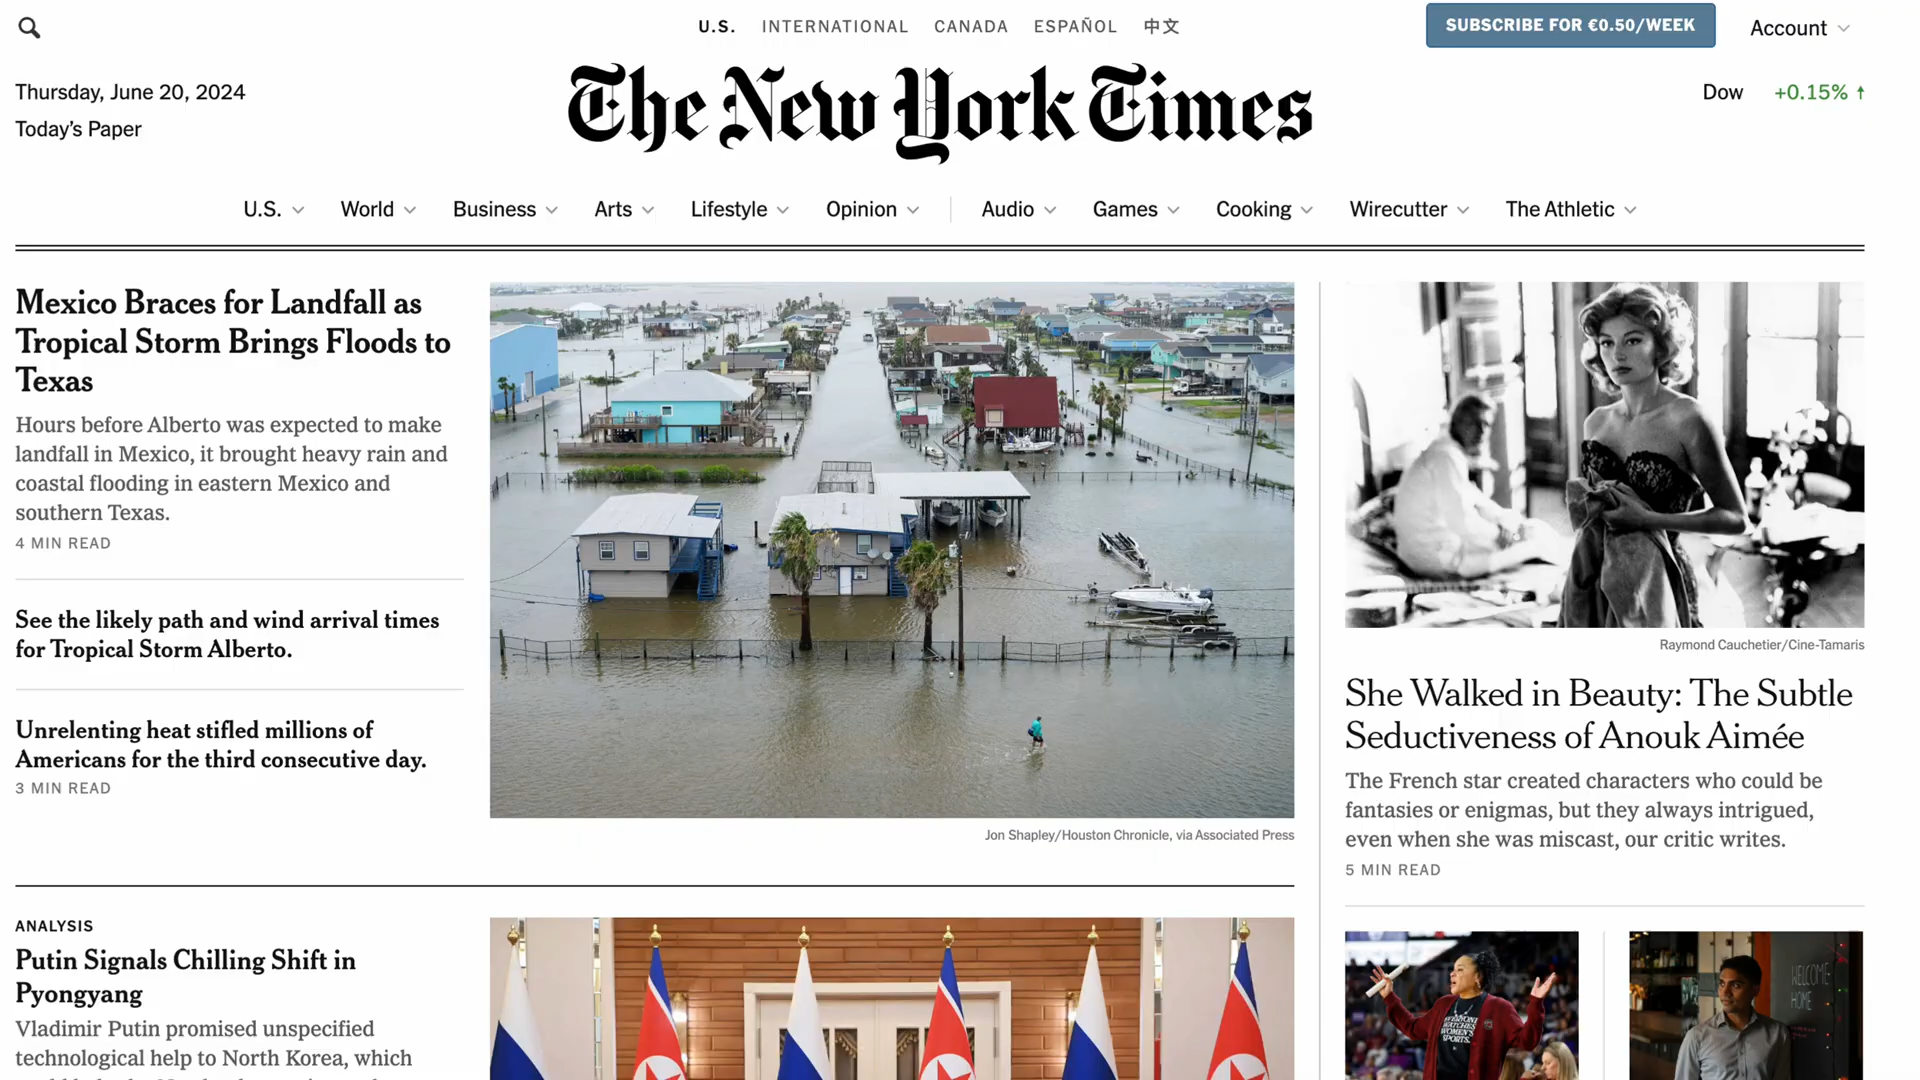 U.S. INTERNATIONAL CANADA ESPAÑOL 中文
SUBSCRIBE FOR €0.50/WEEK
Account
Thursday, June 20, 2024
Today's Paper
The New York Times
Dow +0.15% ↑
U.S. World Business Arts Lifestyle Opinion Audio Games Cooking Wirecutter The Athletic
Mexico Braces for Landfall as
Tropical Storm Brings Floods to
Texas
Hours before Alberto was expected to make
landfall in Mexico, it brought heavy rain and
coastal flooding in eastern Mexico and
southern Texas.
4 MIN READ
See the likely path and wind arrival times
for Tropical Storm Alberto.
Unrelenting heat stifled millions of
Americans for the third consecutive day.
3 MIN READ
Jon Shapley/Houston Chronicle, via Associated Press
Raymond Cauchetier/Cine-Tamaris
She Walked in Beauty: The Subtle
Seductiveness of Anouk Aimée
The French star created characters who could be
fantasies or enigmas, but they always intrigued,
even when she was miscast, our critic writes.
5 MIN READ
ANALYSIS
Putin Signals Chilling Shift in
Pyongyang
Vladimir Putin promised unspecified
technological help to North Korea, which
EVERYONE
WATCHES
WOMEN'S
SPORTS.
WELCOME
HOME